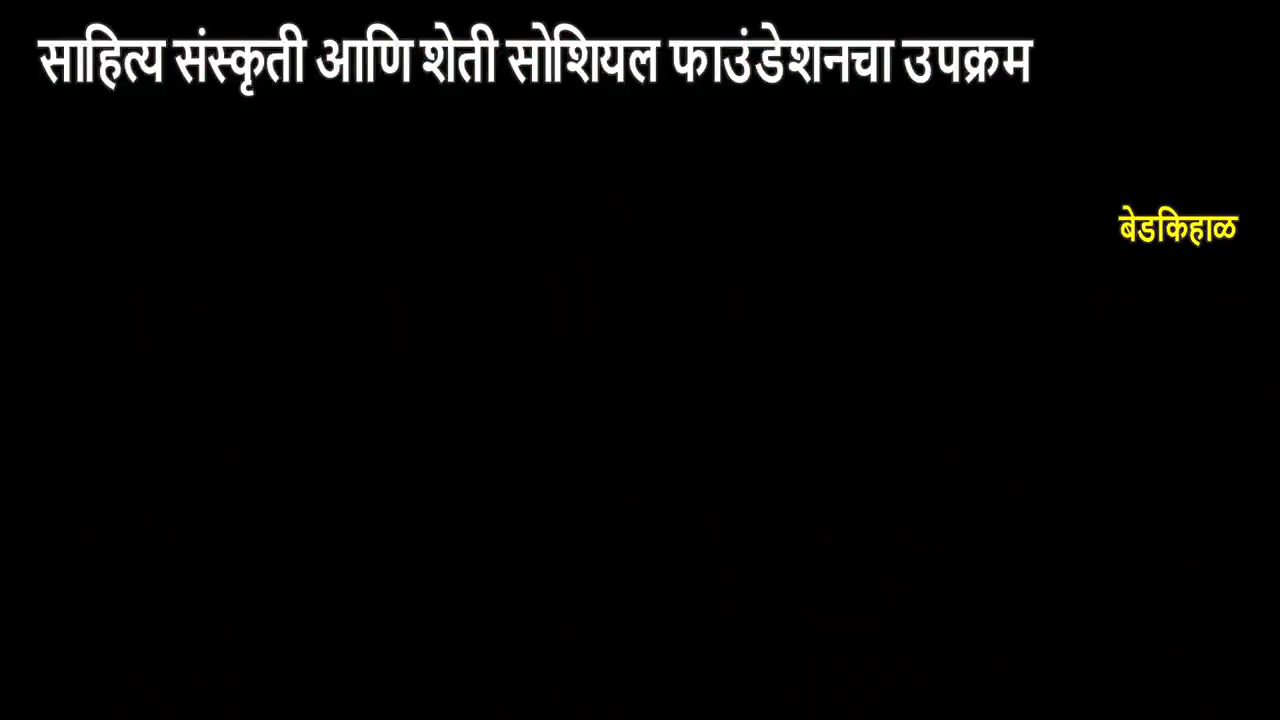 साहित्य संस्कृती आणि शेती सोशियल फाउंडेशनचा उपक्रम
बेडकिहाळ